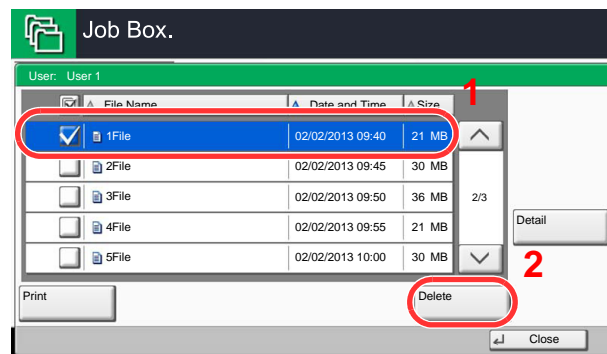 Job Box.
User: User 1
1
File Name Date and Time Size
1File 02/02/2013 09:40 21 MB
2File 02/02/2013 09:45 30 MB
3File 02/02/2013 09:50 36 MB 2/3
4File 02/02/2013 09:55 21 MB
Detail
5File 02/02/2013 10:00 30 MB
2
Print Delete
Close